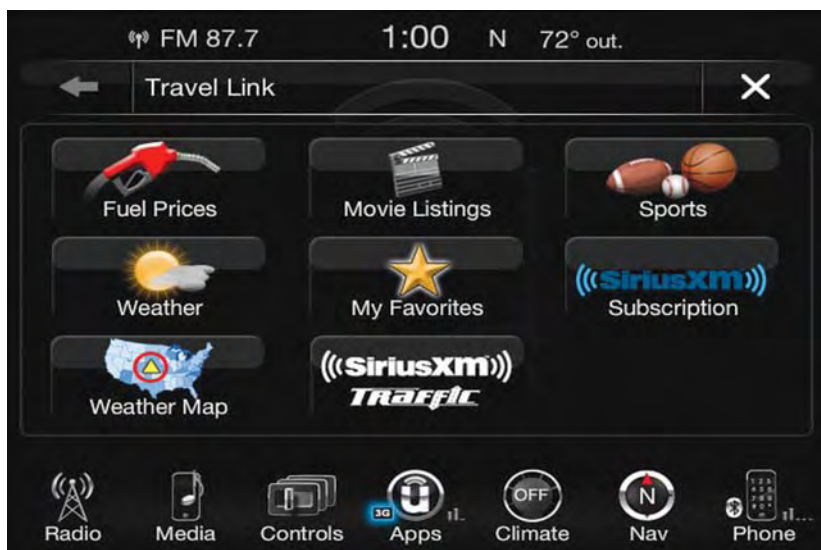 FM 87.7 1:00 N 72° out.
Travel Link
Fuel Prices Movie Listings Sports
Weather My Favorites ((SiriusXM)) Subscription
Weather Map ((SiriusXM)) Traffic
3G OFF N
Radio Media Controls Apps Climate Nav Phone